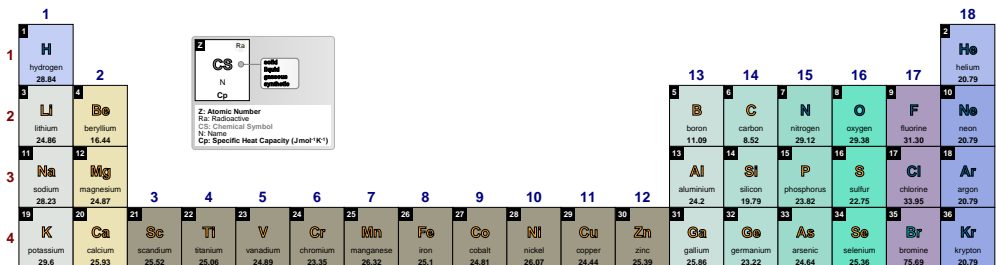 1 18
1 2
H He
hydrogen helium
28.84 20.79
2 13 14 15 16 17
3 4 5 6 7 8 9 10
Li Be B C N O F Ne
lithium beryllium boron carbon nitrogen oxygen fluorine neon
24.86 16.44 11.09 8.52 29.12 29.38 31.30 20.79
11 12 13 14 15 16 17 18
Na Mg Al Si P S Cl Ar
sodium magnesium aluminium silicon phosphorus sulfur chlorine argon
28.23 24.87 24.2 19.79 23.82 22.75 33.95 20.79
3 4 5 6 7 8 9 10 11 12
19 20 21 22 23 24 25 26 27 28 29 30 31 32 33 34 35 36
K Ca Sc Ti V Cr Mn Fe Co Ni Cu Zn Ga Ge As Se Br Kr
potassium calcium scandium titanium vanadium chromium manganese iron cobalt nickel copper zinc gallium germanium arsenic selenium bromine krypton
29.6 25.93 25.52 25.06 24.89 23.35 26.32 25.1 24.81 26.07 24.44 25.39 25.86 23.22 24.64 25.36 75.69 20.79
1
2
3
4
Z Ra
CS
N
Cp
solid
liquid
gaseous
synthetic
Z: Atomic Number
Ra: Radioactive
CS: Chemical Symbol
N: Name
Cp: Specific Heat Capacity (J mol⁻¹ K⁻¹)